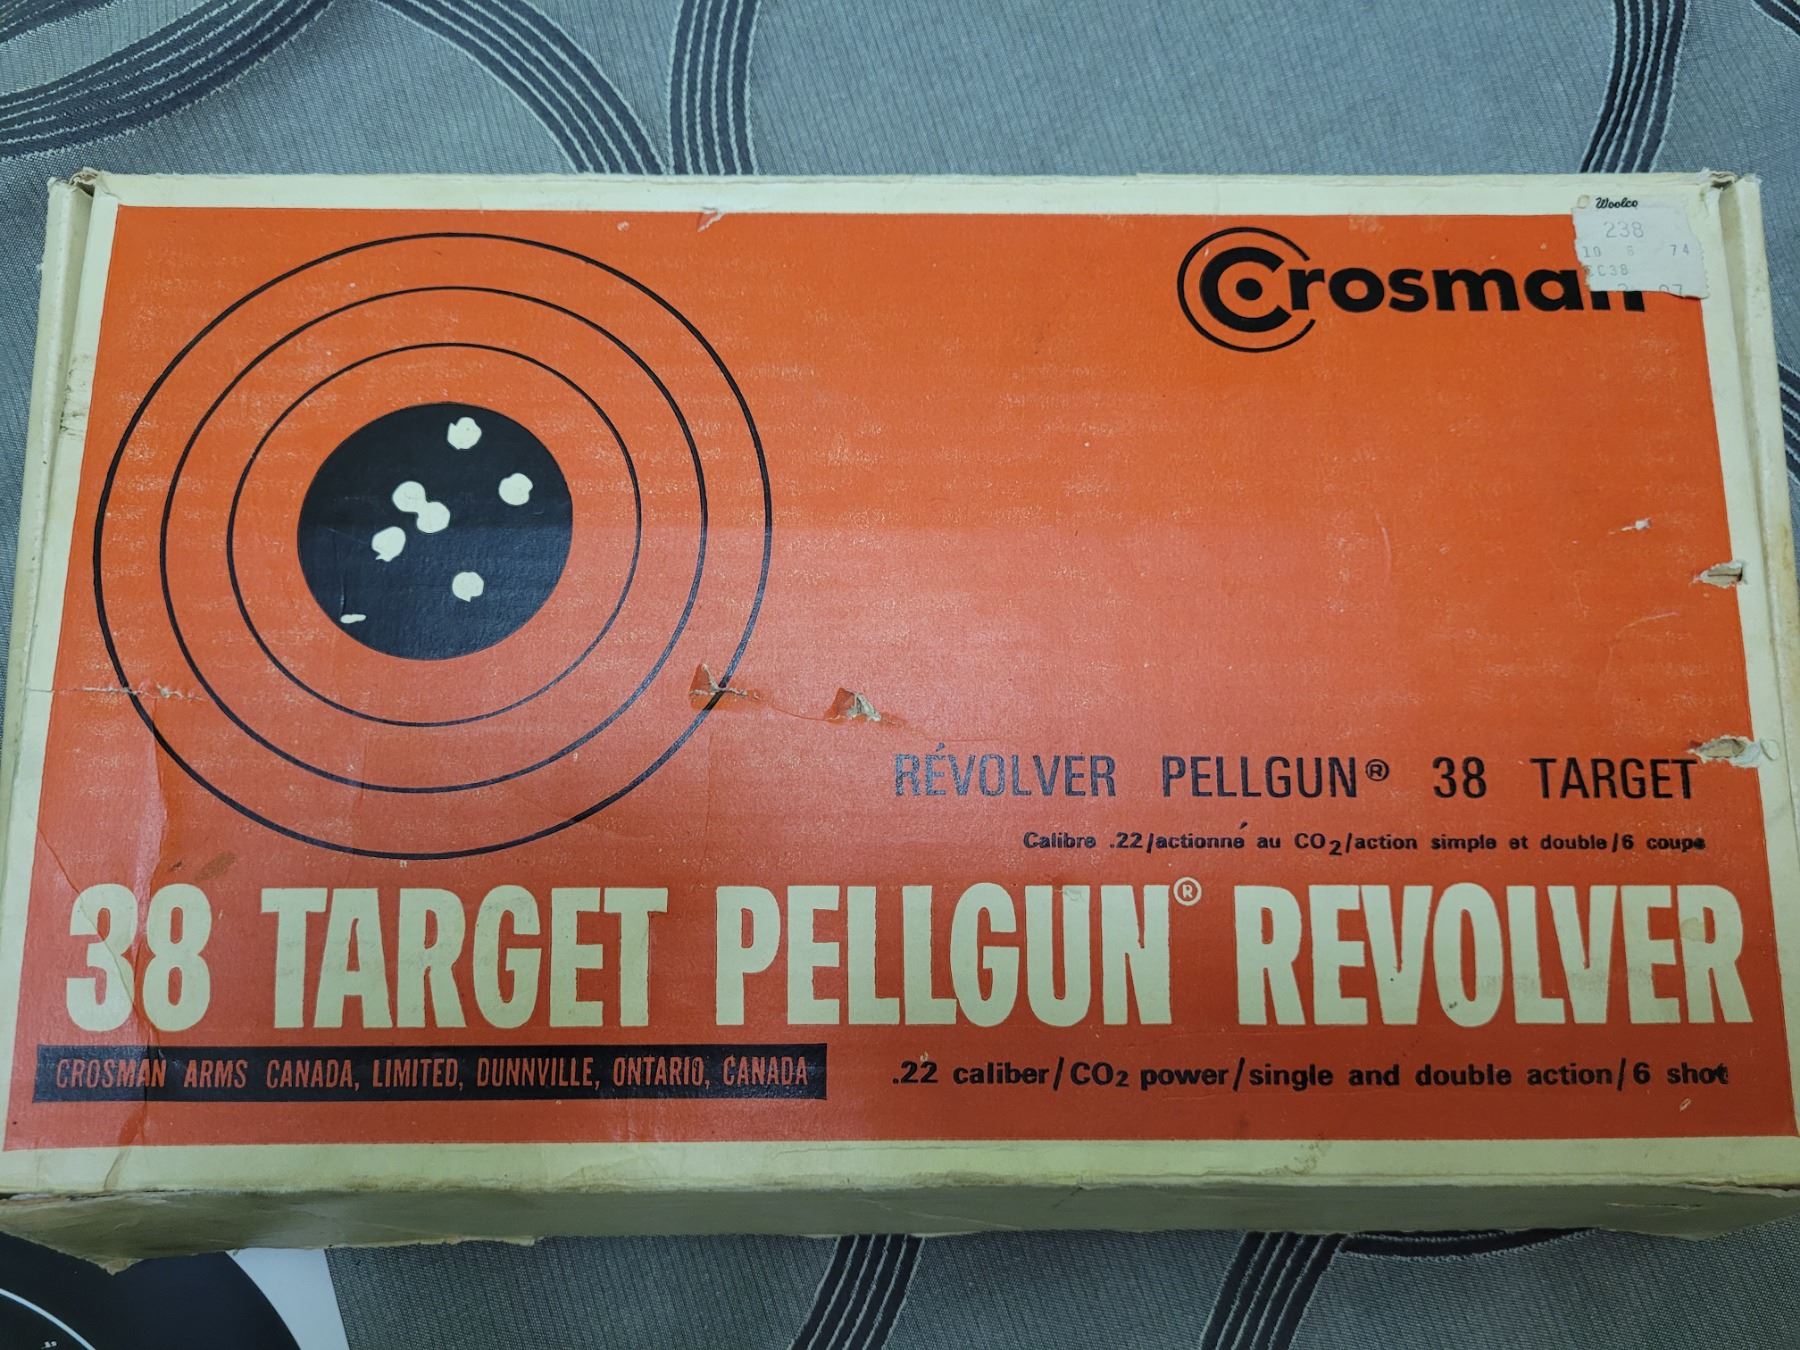 Woolco
238
10 6 74
Crosman
RÉVOLVER PELLGUN® 38 TARGET
Calibre .22/actionné au CO2/action simple et double/6 coups
38 TARGET PELLGUN® REVOLVER
CROSMAN ARMS CANADA, LIMITED, DUNNVILLE, ONTARIO, CANADA
.22 caliber/CO2 power/single and double action/6 shot